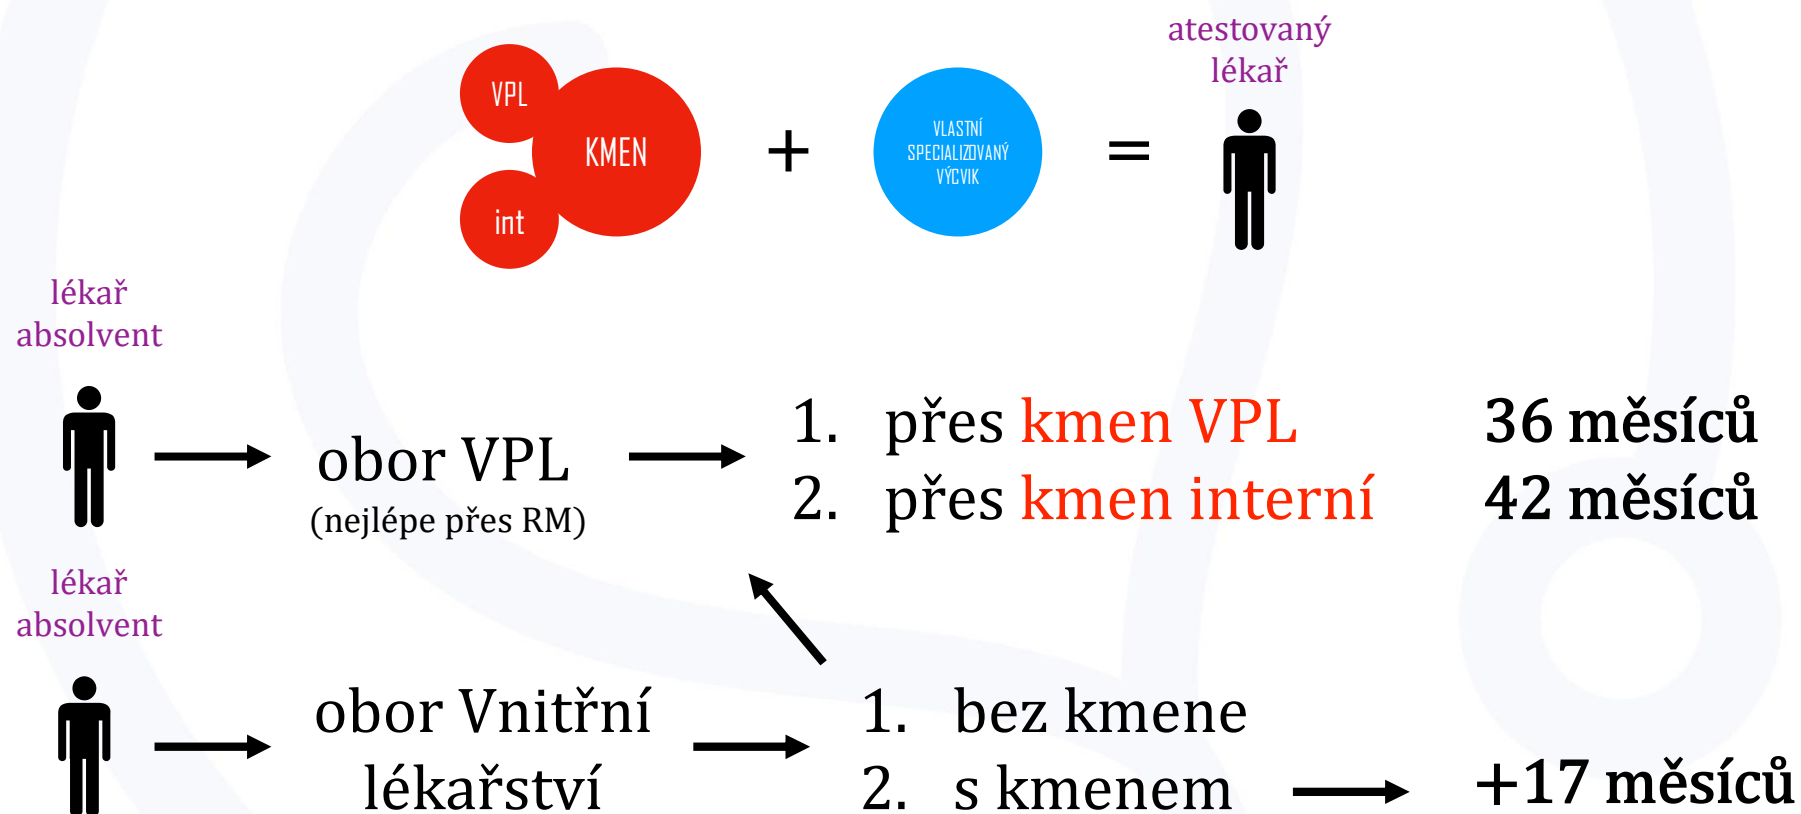 atestovaný
lékař
VPL
KMEN
int
+
VLASTNÍ
SPECIALIZOVANÝ
VÝCVIK
=
lékař
absolvent
obor VPL
(nejlépe přes RM)
1. přes kmen VPL 36 měsíců
2. přes kmen interní 42 měsíců
lékař
absolvent
obor Vnitřní
lékařství
1. bez kmene
2. s kmenem
+17 měsíců